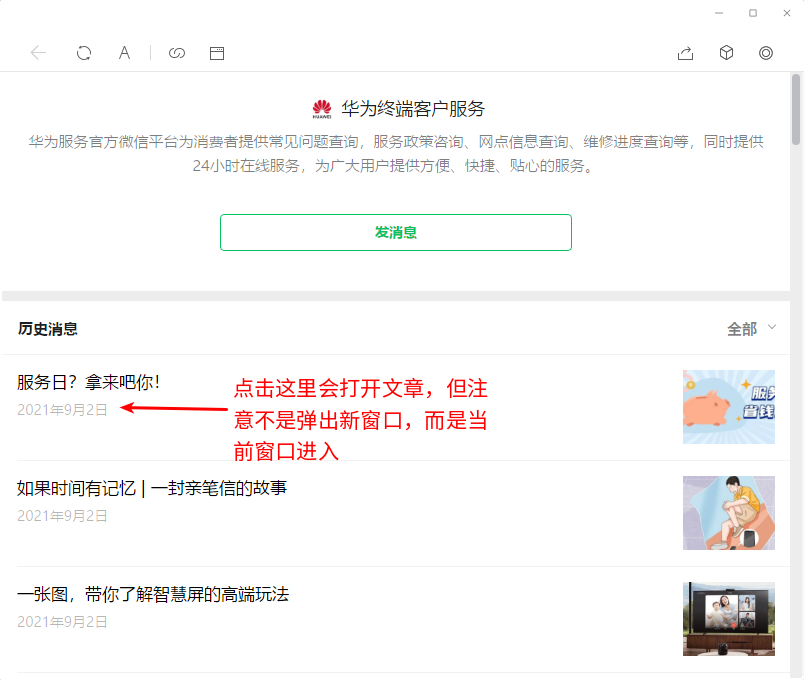 A
HUAWEI
华为终端客户服务
华为服务官方微信平台为消费者提供常见问题查询，服务政策咨询、网点信息查询、维修进度查询等，同时提供
24小时在线服务，为广大用户提供方便、快捷、贴心的服务。
发消息
历史消息
全部
服务日？拿来吧你！
2021年9月2日
点击这里会打开文章，但注
意不是弹出新窗口，而是当
前窗口进入
服务
省钱
如果时间有记忆 | 一封亲笔信的故事
2021年9月2日
一张图，带你了解智慧屏的高端玩法
2021年9月2日